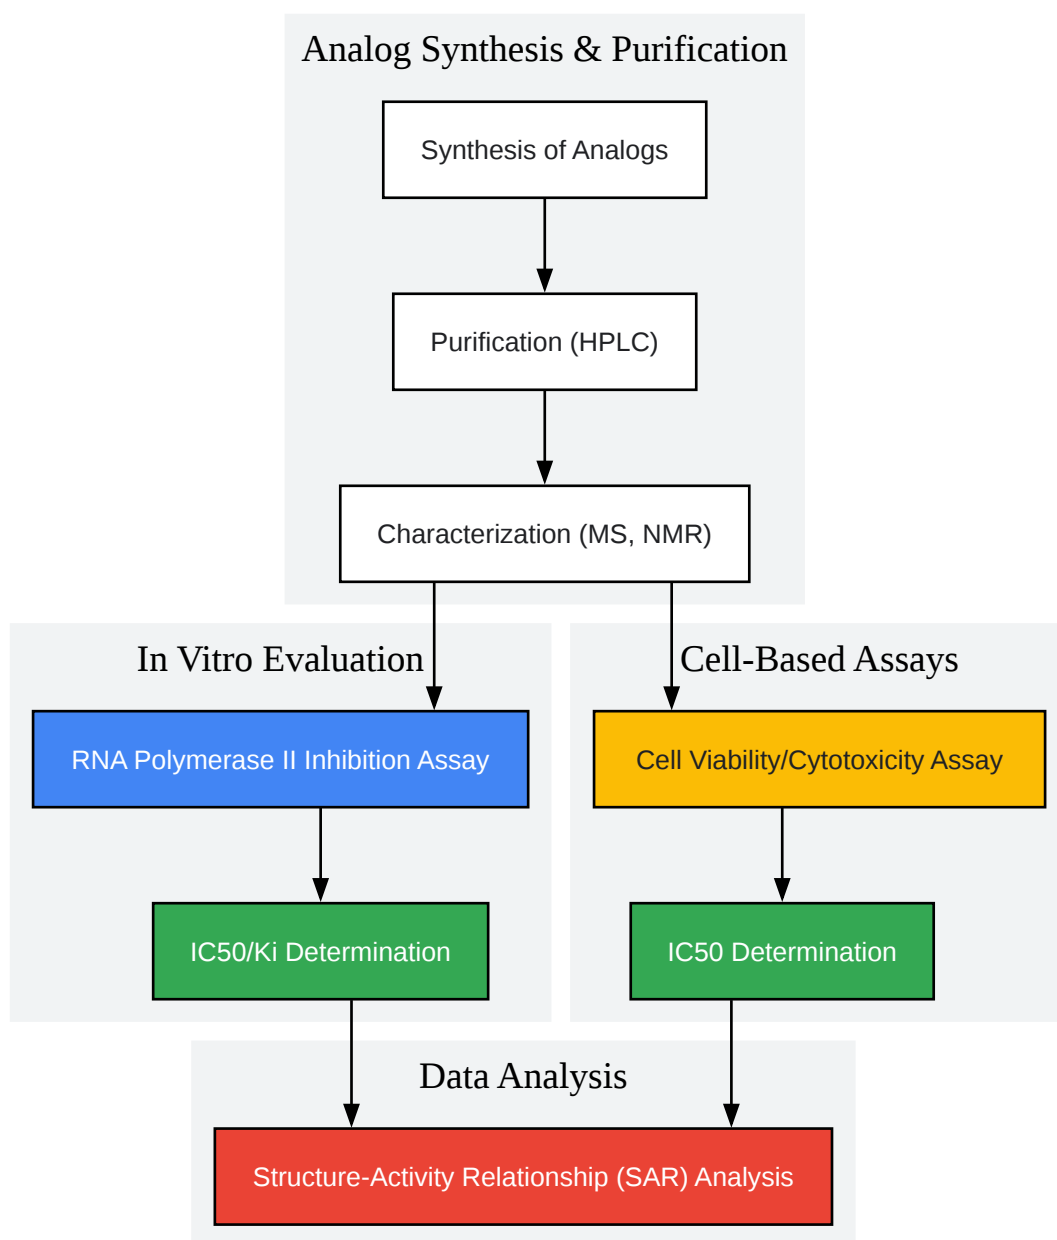 Analog Synthesis & Purification
Synthesis of Analogs
Purification (HPLC)
Characterization (MS, NMR)
In Vitro Evaluation
RNA Polymerase II Inhibition Assay
IC50/Ki Determination
Cell-Based Assays
Cell Viability/Cytotoxicity Assay
IC50 Determination
Data Analysis
Structure-Activity Relationship (SAR) Analysis